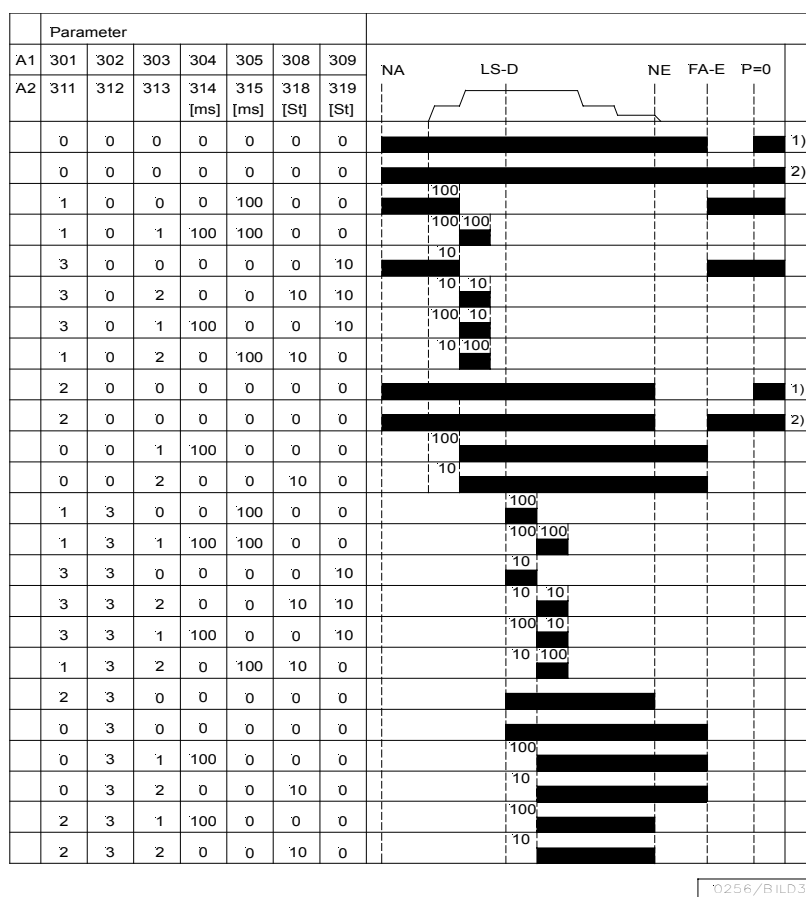 Parameter
A1 301 302 303 304 305 308 309
NA LS-D NE FA-E P=0
A2 311 312 313 314 315 318 319
[ms] [ms] [St] [St]
0 0 0 0 0 0 0 1)
0 0 0 0 0 0 0 2)
100
1 0 0 0 100 0 0
100 100
1 0 1 100 100 0 0
10
3 0 0 0 0 0 10
10 10
3 0 2 0 0 10 10
100 10
3 0 1 100 0 0 10
10 100
1 0 2 0 100 10 0
2 0 0 0 0 0 0 1)
2 0 0 0 0 0 0 2)
100
0 0 1 100 0 0 0
10
0 0 2 0 0 10 0
100
1 3 0 0 100 0 0
100 100
1 3 1 100 100 0 0
10
3 3 0 0 0 0 10
10 10
3 3 2 0 0 10 10
100 10
3 3 1 100 0 0 10
10 100
1 3 2 0 100 10 0
2 3 0 0 0 0 0
0 3 0 0 0 0 0
100
0 3 1 100 0 0 0
10
0 3 2 0 0 10 0
100
2 3 1 100 0 0 0
10
2 3 2 0 0 10 0
0256/BILD3